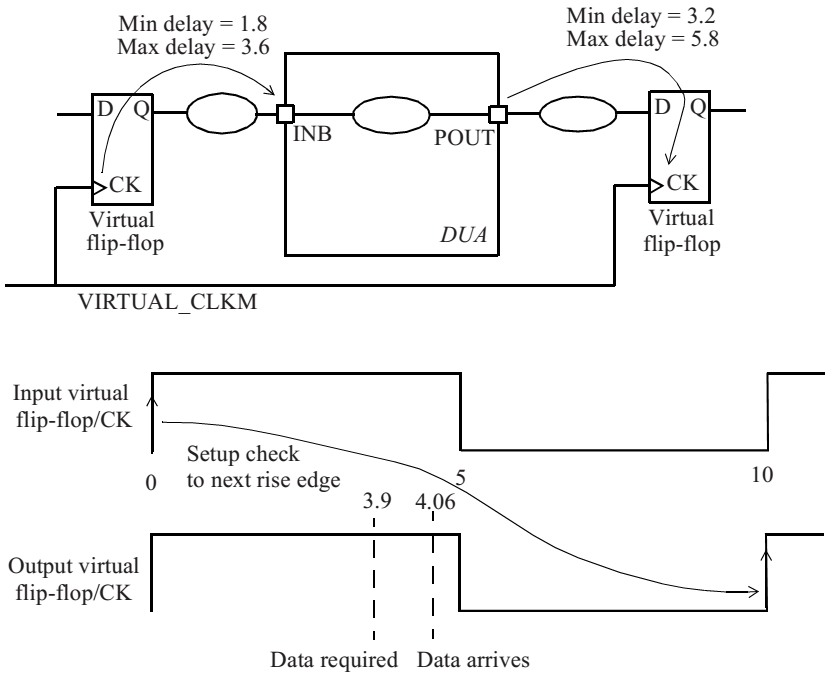 Min delay = 1.8
Max delay = 3.6
Min delay = 3.2
Max delay = 5.8
D Q
INB
POUT
D Q
CK
CK
Virtual
flip-flop
DUA
Virtual
flip-flop
VIRTUAL_CLKM
Input virtual
flip-flop/CK
Setup check
to next rise edge
0
5
10
3.9
4.06
Output virtual
flip-flop/CK
Data required
Data arrives